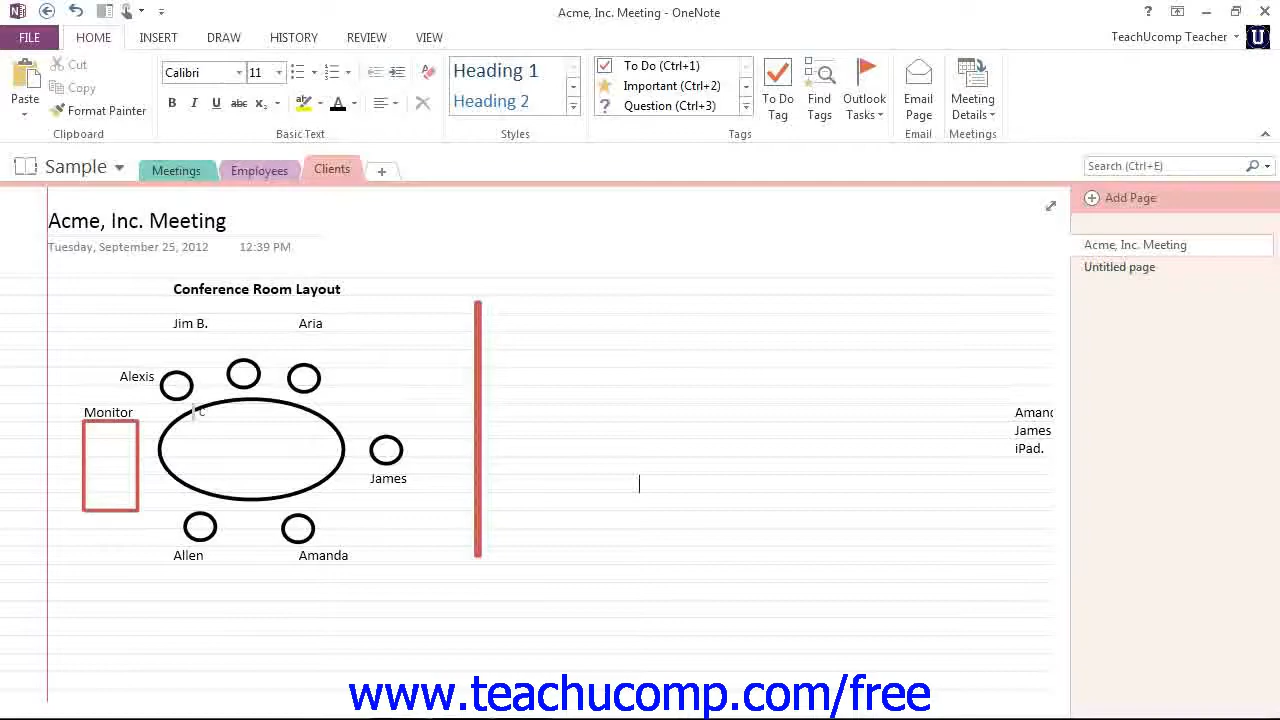 Acme, Inc. Meeting - OneNote
?
FILE
HOME
INSERT
DRAW
HISTORY
REVIEW
VIEW
TeachUcomp Teacher
U
Paste
Cut
Copy
Format Painter
Clipboard
Calibri
11
B I U abc x₂
A
Basic Text
Heading 1
Heading 2
Styles
To Do (Ctrl+1)
Important (Ctrl+2)
Question (Ctrl+3)
To Do
Tag
Find
Tags
Outlook
Tasks
Tags
Email
Page
Email
Meeting
Details
Meetings
Sample
Meetings
Employees
Clients
Search (Ctrl+E)
Add Page
Acme, Inc. Meeting
Untitled page
Acme, Inc. Meeting
Tuesday, September 25, 2012 12:39 PM
Conference Room Layout
Jim B.
Aria
Alexis
Monitor
James
Allen
Amanda
James
iPad.
www.teachucomp.com/free